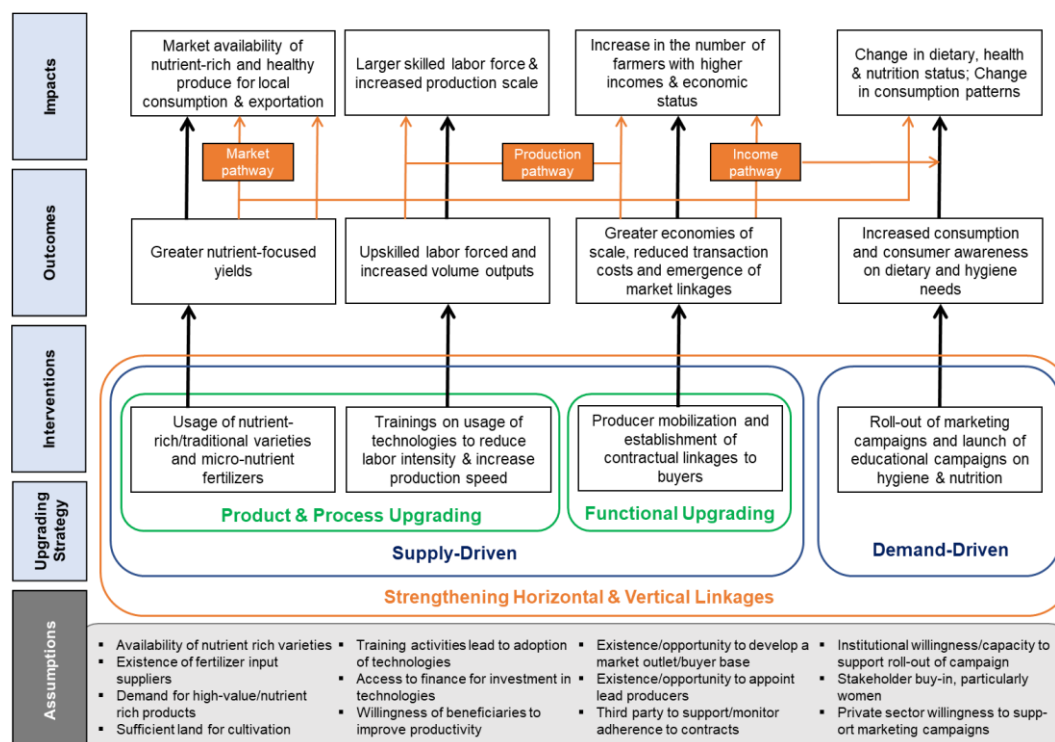 Impacts
Market availability of
nutrient-rich and healthy
produce for local
consumption & exportation
Larger skilled labor force &
increased production scale
Increase in the number of
farmers with higher
incomes & economic
status
Change in dietary, health
& nutrition status; Change
in consumption patterns
Market
pathway
Production
pathway
Income
pathway
Outcomes
Greater nutrient-focused
yields
Upskilled labor forced and
increased volume outputs
Greater economies of
scale, reduced transaction
costs and emergence of
market linkages
Increased consumption
and consumer awareness
on dietary and hygiene
needs
Interventions
Usage of nutrient-
rich/traditional varieties
and micro-nutrient
fertilizers
Trainings on usage of
technologies to reduce
labor intensity & increase
production speed
Producer mobilization and
establishment of
contractual linkages to
buyers
Roll-out of marketing
campaigns and launch of
educational campaigns on
hygiene & nutrition
Upgrading
Strategy
Product & Process Upgrading
Functional Upgrading
Supply-Driven
Demand-Driven
Strengthening Horizontal & Vertical Linkages
Assumptions
▪ Availability of nutrient rich varieties
▪ Existence of fertilizer input
suppliers
▪ Demand for high-value/nutrient
rich products
▪ Sufficient land for cultivation
▪ Training activities lead to adoption
of technologies
▪ Access to finance for investment in
technologies
▪ Willingness of beneficiaries to
improve productivity
▪ Existence/opportunity to develop a
market outlet/buyer base
▪ Existence/opportunity to appoint
lead producers
▪ Third party to support/monitor
adherence to contracts
▪ Institutional willingness/capacity to
support roll-out of campaign
▪ Stakeholder buy-in, particularly
women
▪ Private sector willingness to supp-
ort marketing campaigns